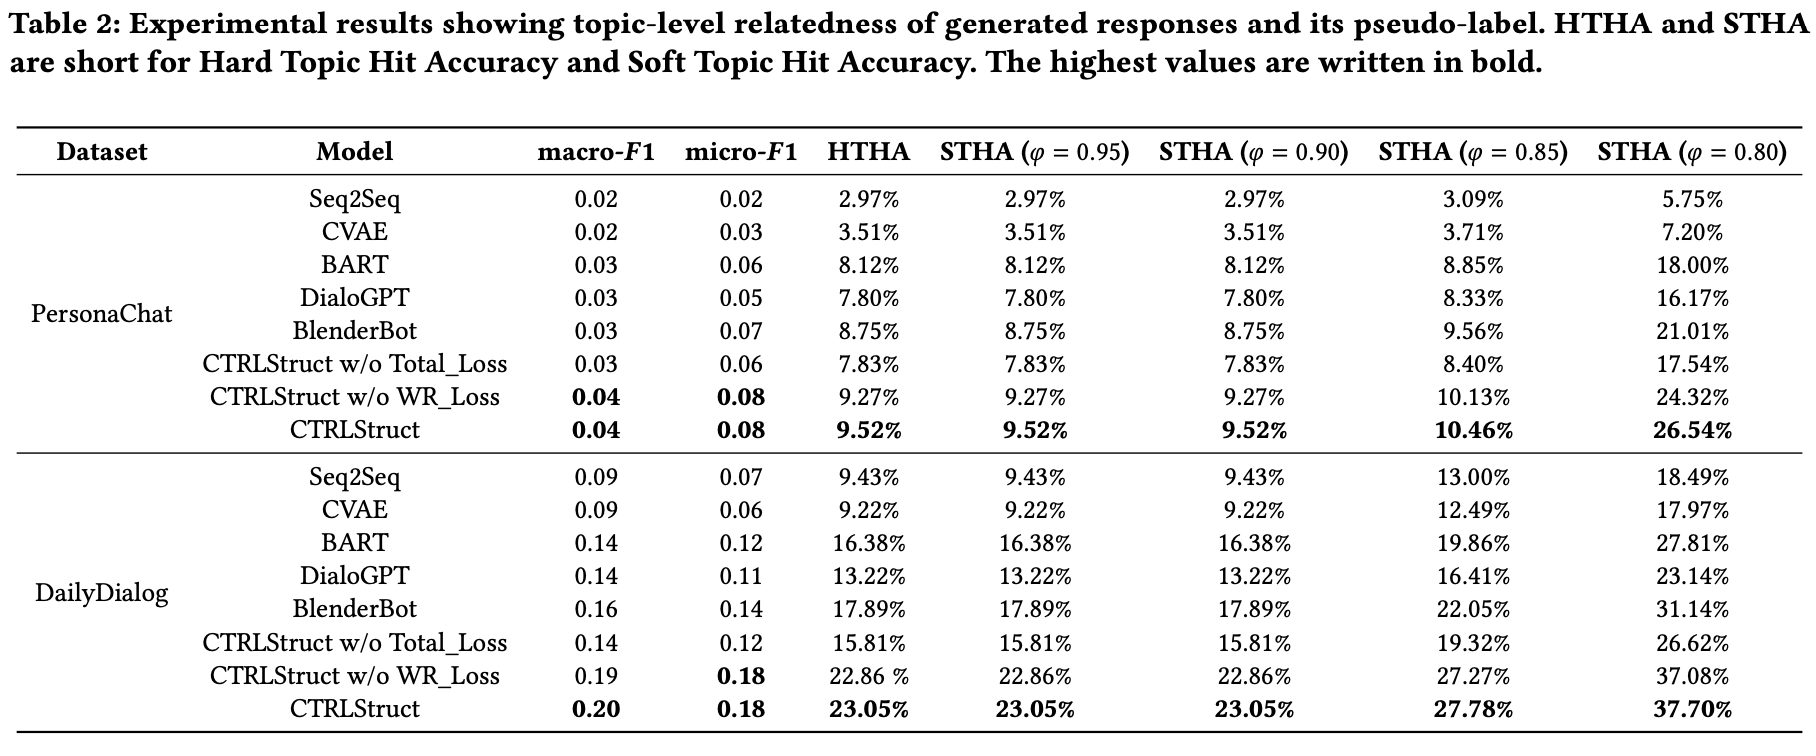 Table 2: Experimental results showing topic-level relatedness of generated responses and its pseudo-label. HTHA and STHA
are short for Hard Topic Hit Accuracy and Soft Topic Hit Accuracy. The highest values are written in bold.
Dataset Model macro-F1 micro-F1 HTHA STHA (φ = 0.95) STHA (φ = 0.90) STHA (φ = 0.85) STHA (φ = 0.80)
Seq2Seq 0.02 0.02 2.97% 2.97% 2.97% 3.09% 5.75%
CVAE 0.02 0.03 3.51% 3.51% 3.51% 3.71% 7.20%
BART 0.03 0.06 8.12% 8.12% 8.12% 8.85% 18.00%
DialoGPT 0.03 0.05 7.80% 7.80% 7.80% 8.33% 16.17%
PersonaChat
BlenderBot 0.03 0.07 8.75% 8.75% 8.75% 9.56% 21.01%
CTRLStruct w/o Total_Loss 0.03 0.06 7.83% 7.83% 7.83% 8.40% 17.54%
CTRLStruct w/o WR_Loss 0.04 0.08 9.27% 9.27% 9.27% 10.13% 24.32%
CTRLStruct 0.04 0.08 9.52% 9.52% 9.52% 10.46% 26.54%
Seq2Seq 0.09 0.07 9.43% 9.43% 9.43% 13.00% 18.49%
CVAE 0.09 0.06 9.22% 9.22% 9.22% 12.49% 17.97%
BART 0.14 0.12 16.38% 16.38% 16.38% 19.86% 27.81%
DialoGPT 0.14 0.11 13.22% 13.22% 13.22% 16.41% 23.14%
DailyDialog
BlenderBot 0.16 0.14 17.89% 17.89% 17.89% 22.05% 31.14%
CTRLStruct w/o Total_Loss 0.14 0.12 15.81% 15.81% 15.81% 19.32% 26.62%
CTRLStruct w/o WR_Loss 0.19 0.18 22.86 % 22.86% 22.86% 27.27% 37.08%
CTRLStruct 0.20 0.18 23.05% 23.05% 23.05% 27.78% 37.70%